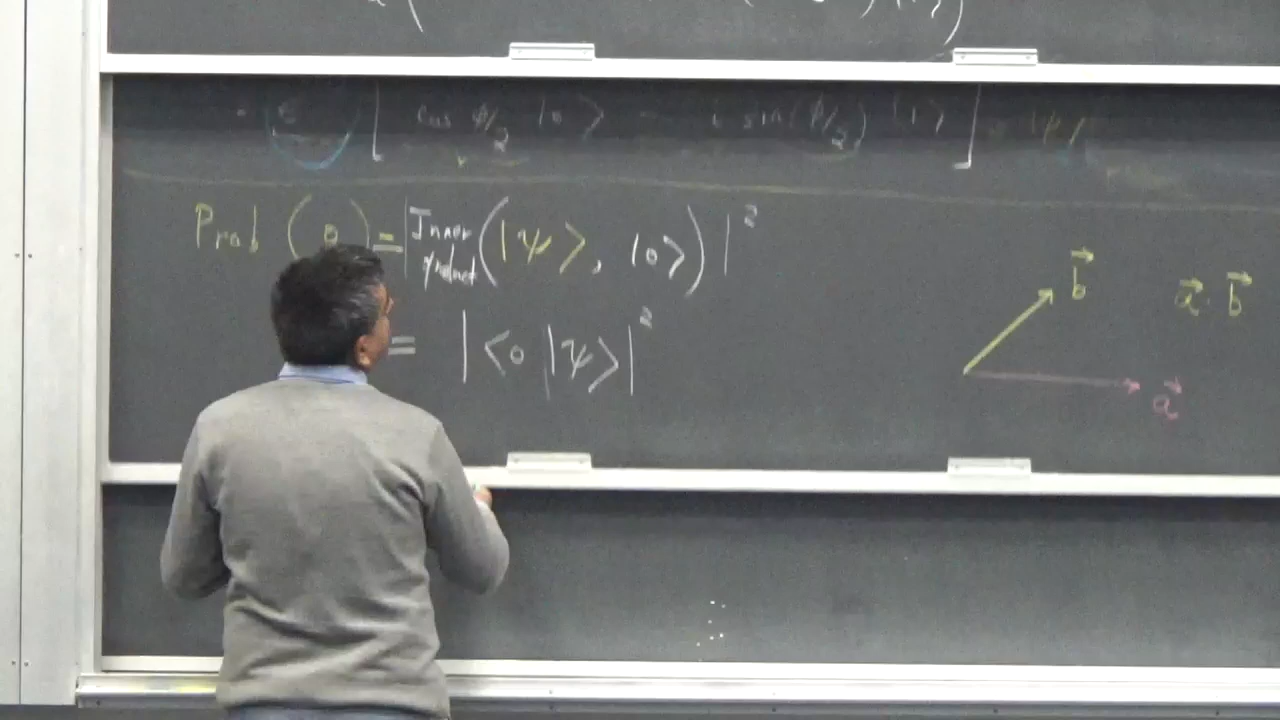 [ cos φ/2 |0> - i sin(φ/2) |1> ] |ψ>
Prob (0) = |Inner product (|ψ>, |0>)|²
= |<0|ψ>|²
b⃗
a⃗ · b⃗
a⃗